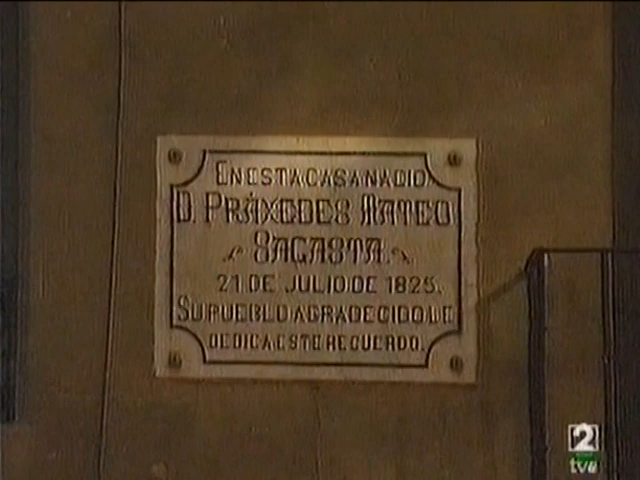 EN ESTA CASA NACIO
D. PRÁXEDES MATEO
SAGASTA.
21 DE JULIO DE 1825.
SU PUEBLO AGRADECIDO LE
DEDICA ESTE RECUERDO.
2
tve